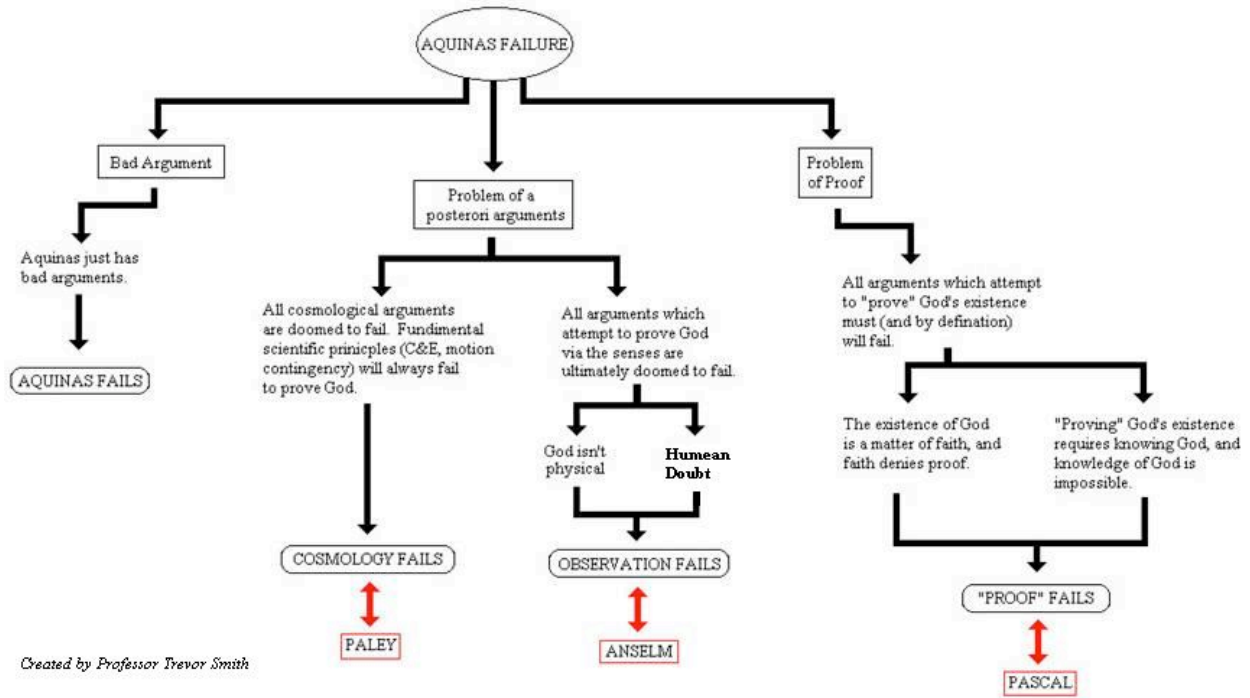 AQUINAS FAILURE
Bad Argument
Aquinas just has
bad arguments.
AQUINAS FAILS
Problem of a
posterori arguments
All cosmological arguments
are doomed to fail. Fundimental
scientific prinicples (C&E, motion
contingency) will always fail
to prove God.
COSMOLOGY FAILS
PALEY
All arguments which
attempt to prove God
via the senses are
ultimately doomed to fail.
God isn't
physical
Humean
Doubt
OBSERVATION FAILS
ANSELM
Problem
of Proof
All arguments which attempt
to "prove" God's existence
must (and by defination)
will fail.
The existence of God
is a matter of faith, and
faith denies proof.
"Proving" God's existence
requires knowing God, and
knowledge of God is
impossible.
"PROOF" FAILS
PASCAL
Created by Professor Trevor Smith